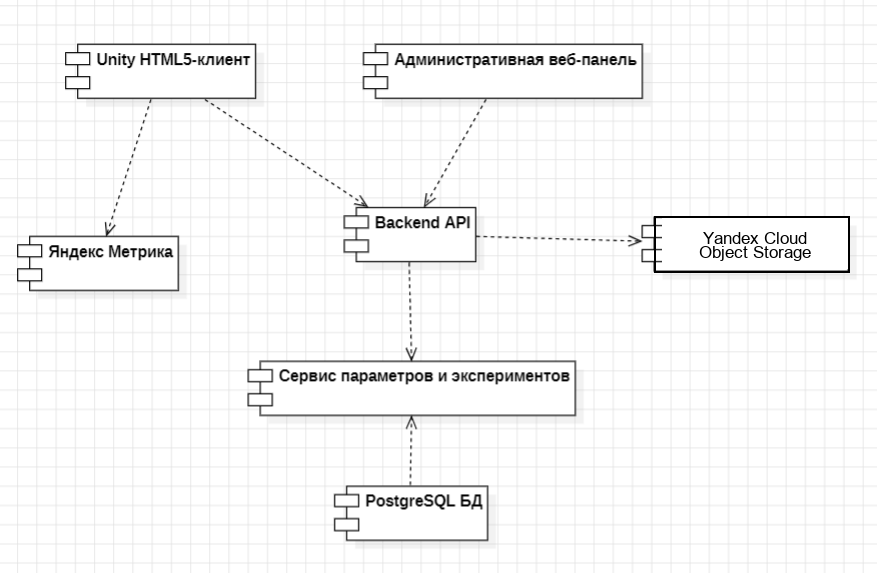 Unity HTML5-клиент
Административная веб-панель
Backend API
Яндекс Метрика
Yandex Cloud
Object Storage
Сервис параметров и экспериментов
PostgreSQL БД